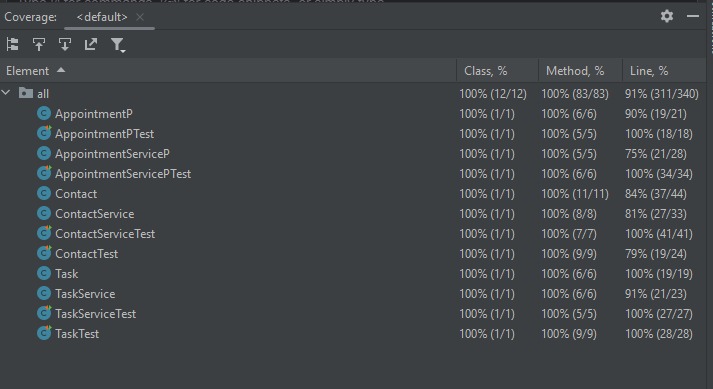 Coverage: <default>
Element Class, % Method, % Line, %
all 100% (12/12) 100% (83/83) 91% (311/340)
AppointmentP 100% (1/1) 100% (6/6) 90% (19/21)
AppointmentPTest 100% (1/1) 100% (5/5) 100% (18/18)
AppointmentServiceP 100% (1/1) 100% (5/5) 75% (21/28)
AppointmentServicePTest 100% (1/1) 100% (6/6) 100% (34/34)
Contact 100% (1/1) 100% (11/11) 84% (37/44)
ContactService 100% (1/1) 100% (8/8) 81% (27/33)
ContactServiceTest 100% (1/1) 100% (7/7) 100% (41/41)
ContactTest 100% (1/1) 100% (9/9) 79% (19/24)
Task 100% (1/1) 100% (6/6) 100% (19/19)
TaskService 100% (1/1) 100% (6/6) 91% (21/23)
TaskServiceTest 100% (1/1) 100% (5/5) 100% (27/27)
TaskTest 100% (1/1) 100% (9/9) 100% (28/28)